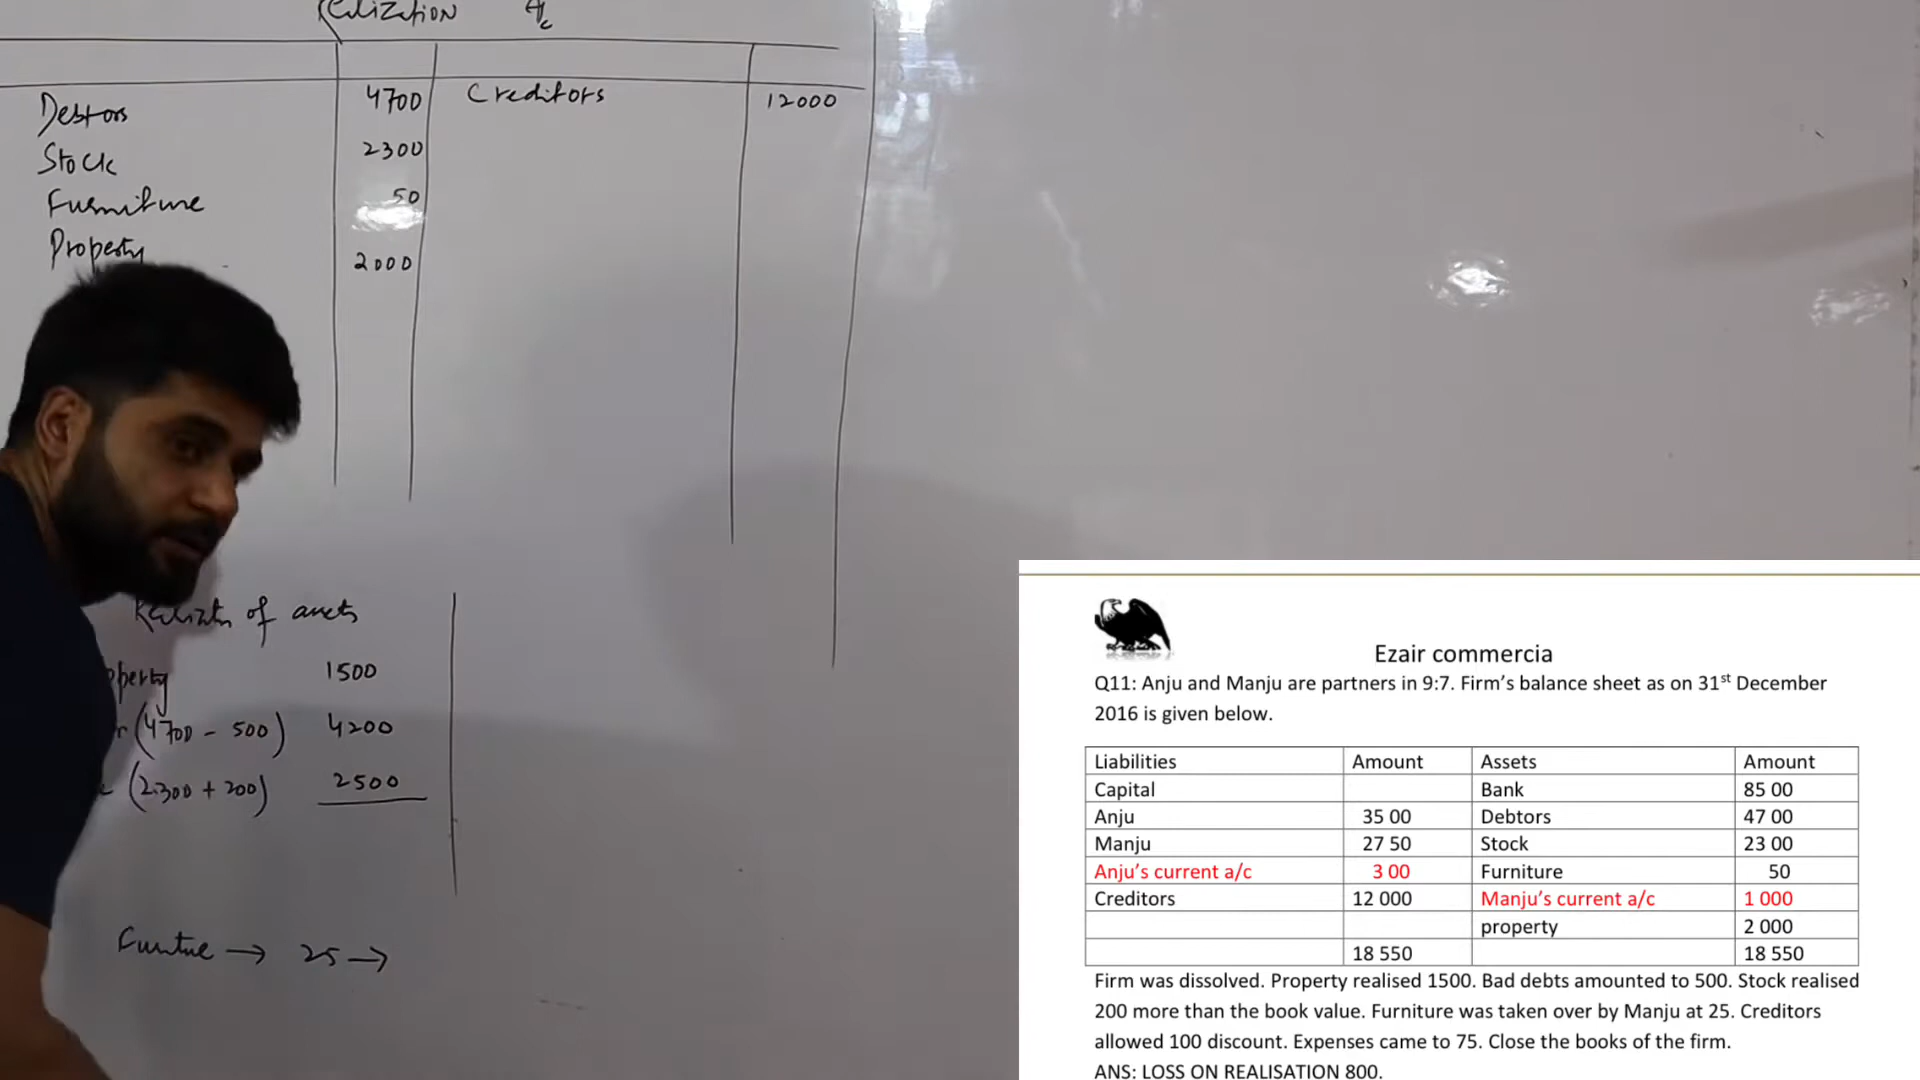 Realization A/c
Debtors 4700 Creditors 12000
Stock 2300
Furniture 50
Property 2000
of assets
1500
(4700 - 500) 4200
(2300 + 200) 2500
25 →
Ezair commercia
Q11: Anju and Manju are partners in 9:7. Firm's balance sheet as on 31st December
2016 is given below.
Liabilities Amount Assets Amount
Capital Bank 85 00
Anju 35 00 Debtors 47 00
Manju 27 50 Stock 23 00
Anju's current a/c 3 00 Furniture 50
Creditors 12 000 Manju's current a/c 1 000
property 2 000
18 550 18 550
Firm was dissolved. Property realised 1500. Bad debts amounted to 500. Stock realised
200 more than the book value. Furniture was taken over by Manju at 25. Creditors
allowed 100 discount. Expenses came to 75. Close the books of the firm.
ANS: LOSS ON REALISATION 800.